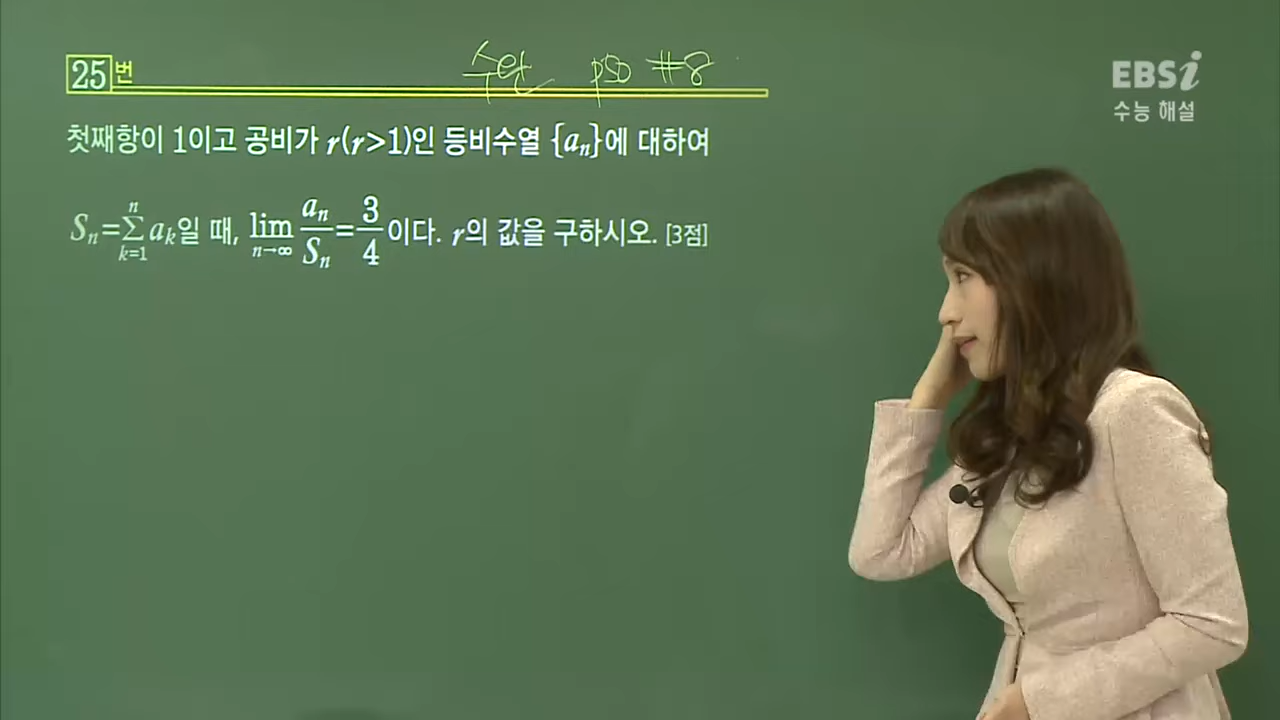 수완 p50 #8
25번
EBSi
수능 해설
첫째항이 1이고 공비가 r(r>1)인 등비수열 {aₙ}에 대하여
Sₙ=∑ₖ₌₁ⁿ aₖ일 때, lim n→∞ aₙ/Sₙ=3/4이다. r의 값을 구하시오. [3점]